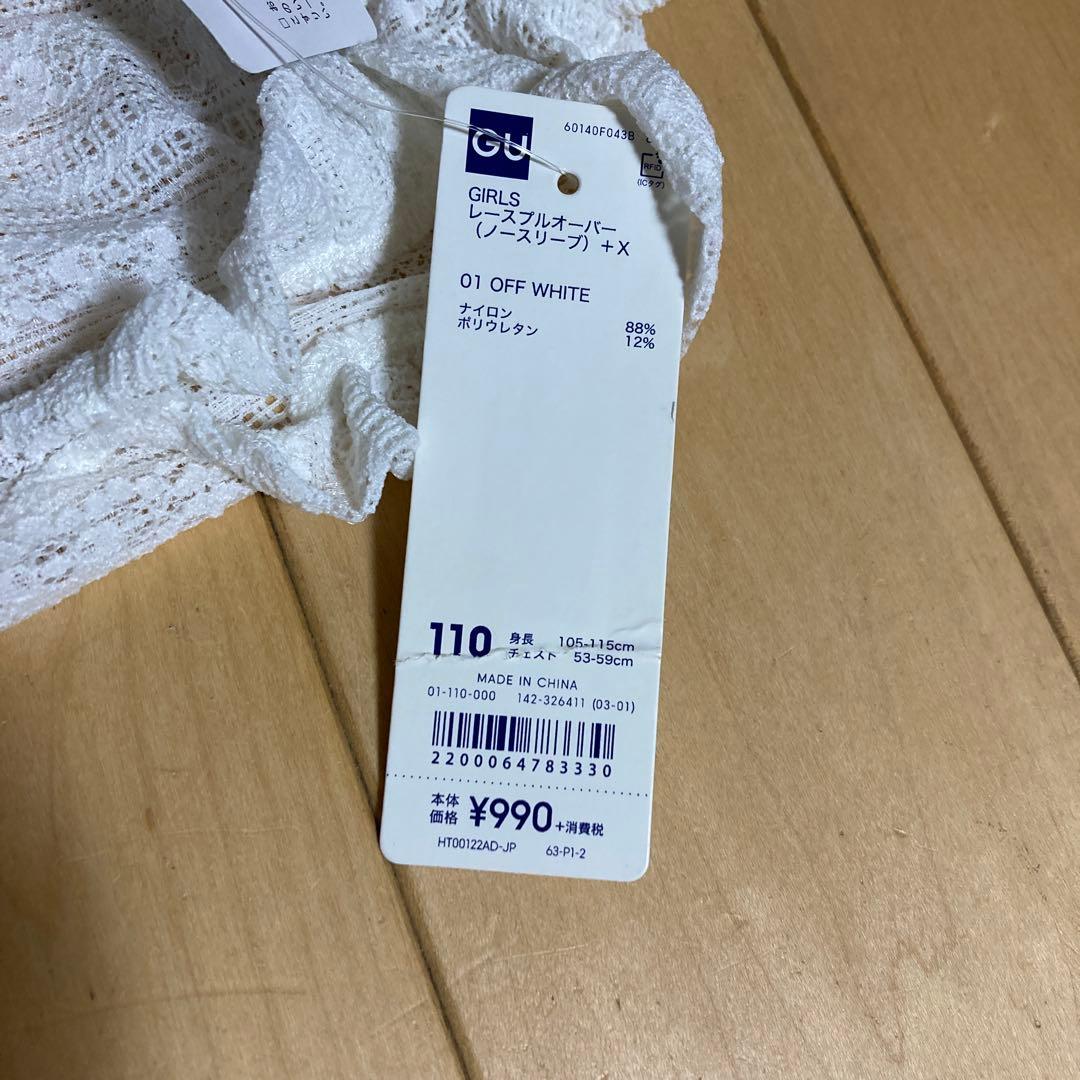 GU
60140F043B
RFID
(ICタグ)
GIRLS
レースプルオーバー
(ノースリーブ)+X
01 OFF WHITE
ナイロン 88%
ポリウレタン 12%
110 身長 105-115cm
チェスト 53-59cm
MADE IN CHINA
01-110-000 142-326411 (03-01)
2200064783330
本体
価格 ¥990+消費税
HT00122AD-JP 63-P1-2